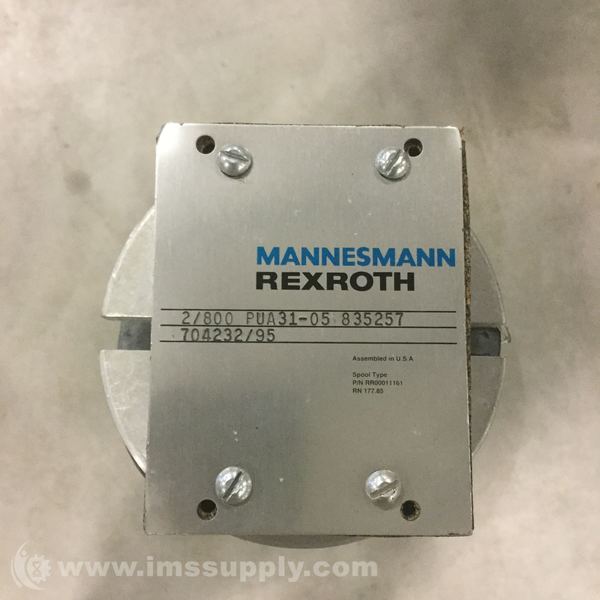 MANNESMANN
REXROTH
2/800 PUA31-05 835257
704232/95
Assembled in U.S.A
Spool Type
P/N RR00011161
RN 177.85
www.imssupply.com